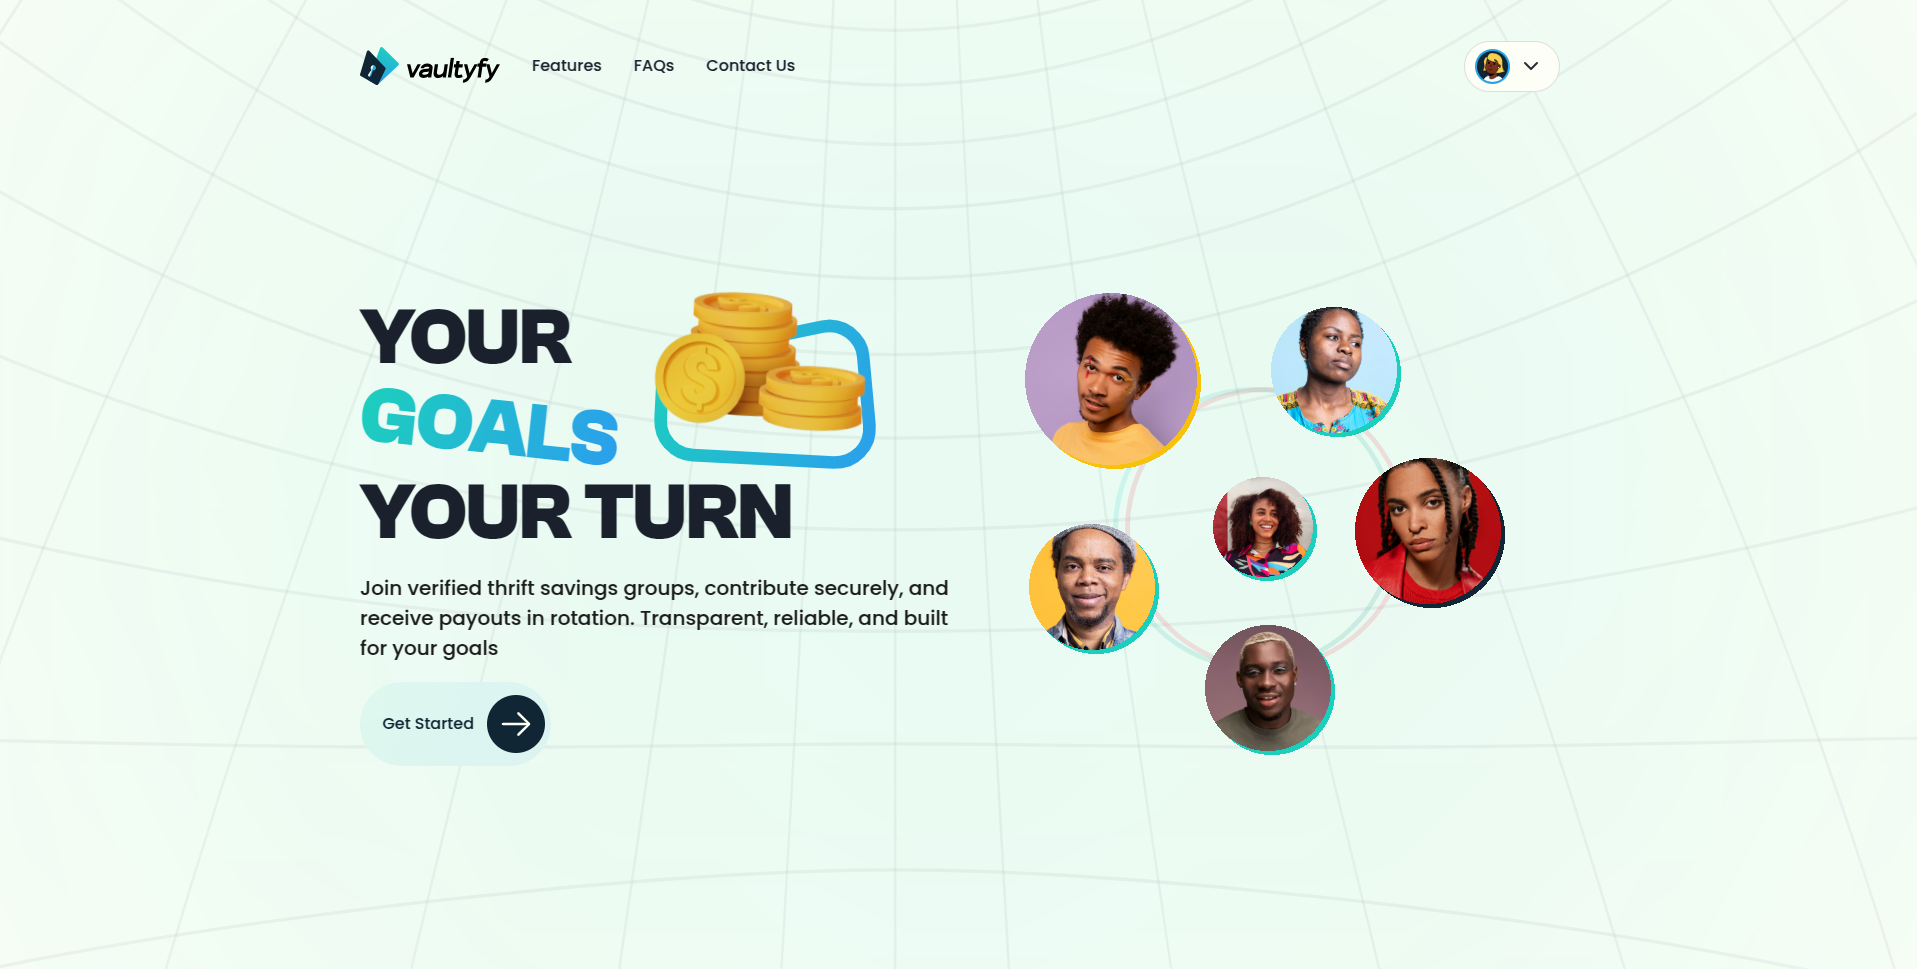 vaultyfy
Features
FAQs
Contact Us
YOUR
GOALS
YOUR TURN
Join verified thrift savings groups, contribute securely, and
receive payouts in rotation. Transparent, reliable, and built
for your goals
Get Started